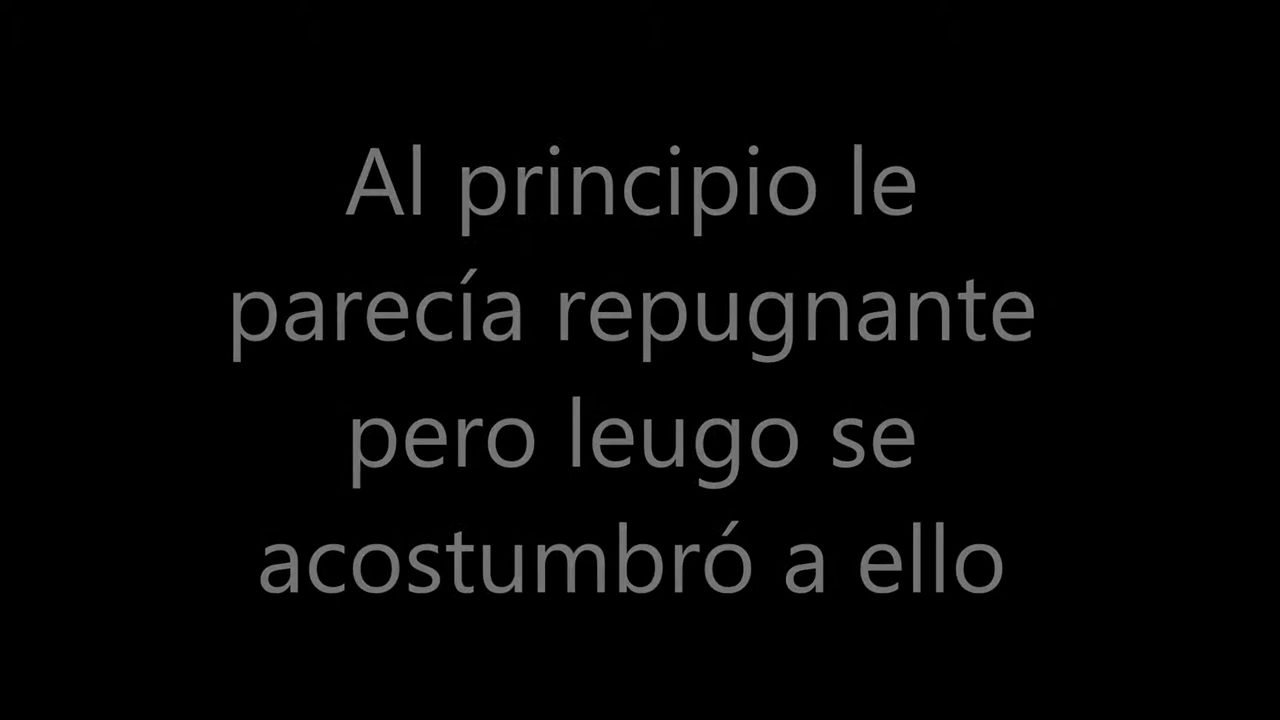 Al principio le
parecía repugnante
pero leugo se
acostumbró a ello